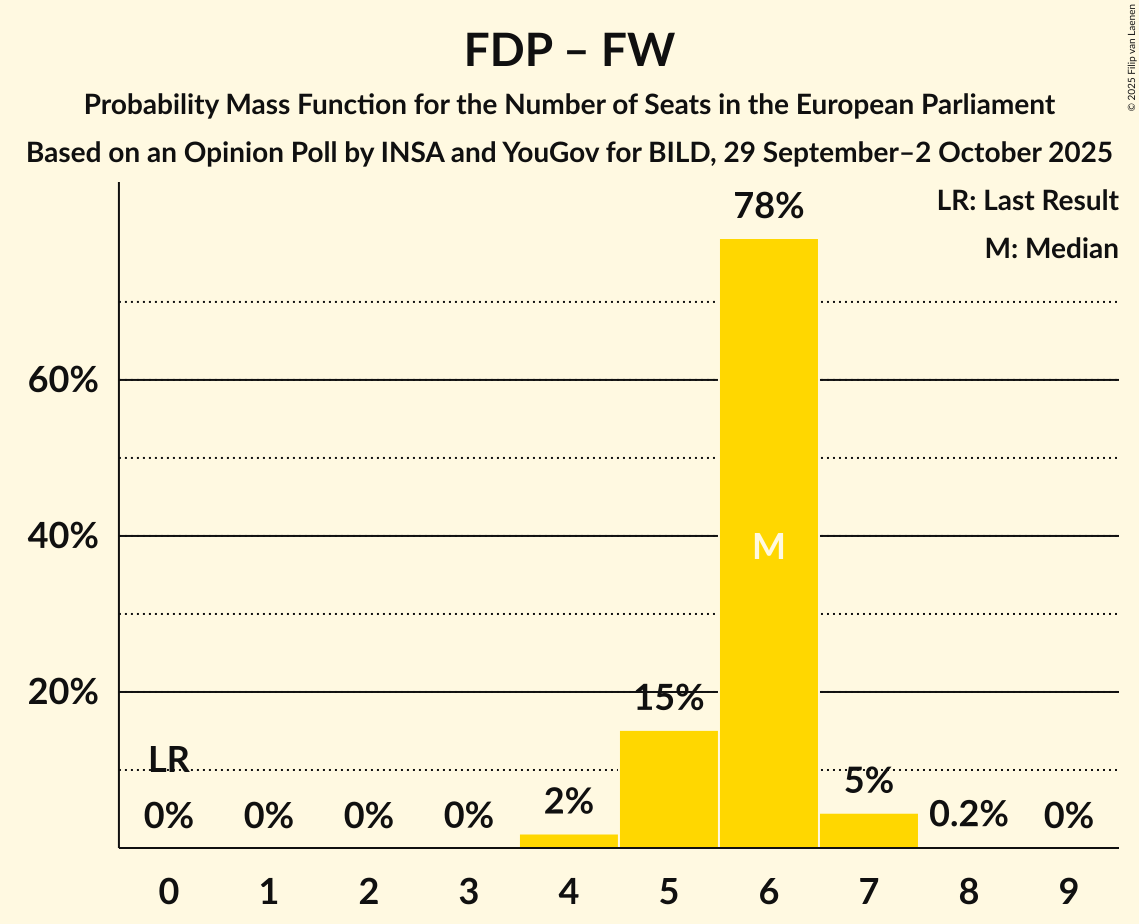 FDP – FW
Probability Mass Function for the Number of Seats in the European Parliament
Based on an Opinion Poll by INSA and YouGov for BILD, 29 September–2 October 2025
© 2025 Filip van Laenen
LR: Last Result
M: Median
78%
60%
40%
M
20%
15%
LR
5%
0% 0% 0% 0% 2% 0.2% 0%
0 1 2 3 4 5 6 7 8 9